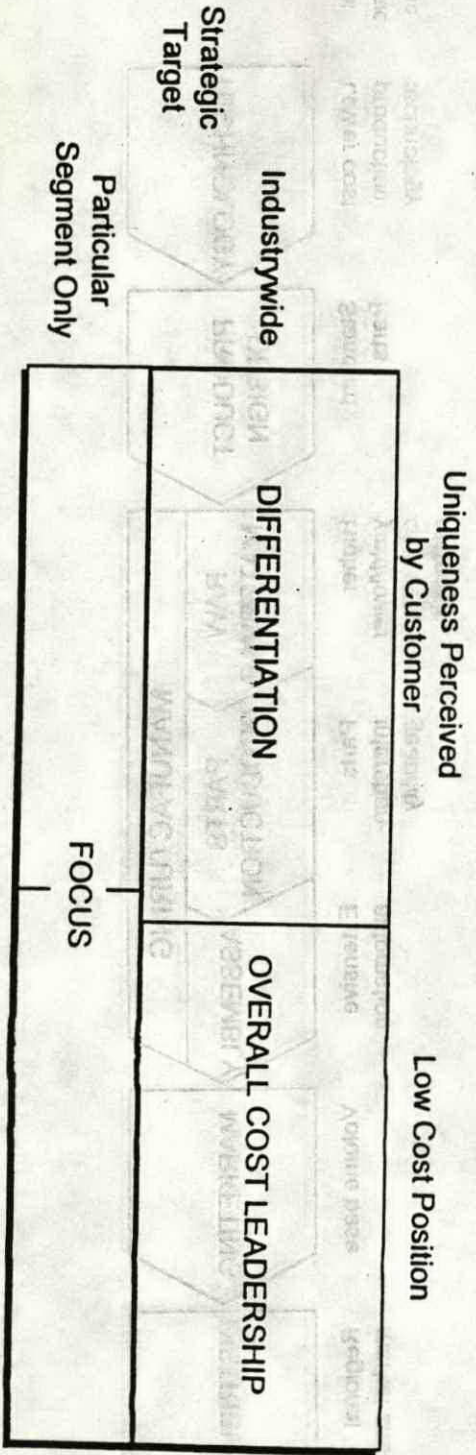 Uniqueness Perceived
by Customer
Low Cost Position
Strategic
Target
Industrywide
DIFFERENTIATION
OVERALL COST LEADERSHIP
Particular
Segment Only
FOCUS